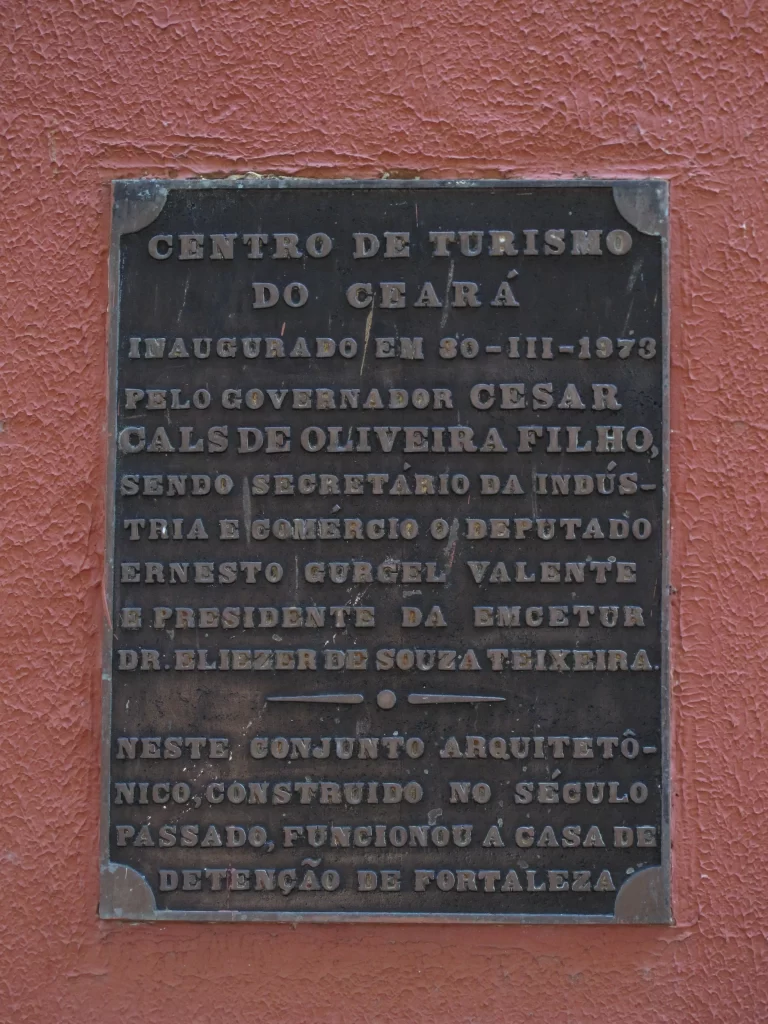 CENTRO DE TURISMO
DO CEARÁ
INAUGURADO EM 30-III-1973
PELO GOVERNADOR CESAR
CALS DE OLIVEIRA FILHO,
SENDO SECRETÁRIO DA INDÚS-
TRIA E COMÉRCIO O DEPUTADO
ERNESTO GURGEL VALENTE
E PRESIDENTE DA EMCETUR
DR. ELIEZER DE SOUZA TEIXEIRA.
NESTE CONJUNTO ARQUITETÔ-
NICO, CONSTRUIDO NO SÉCULO
PASSADO, FUNCIONOU A CASA DE
DETENÇÃO DE FORTALEZA